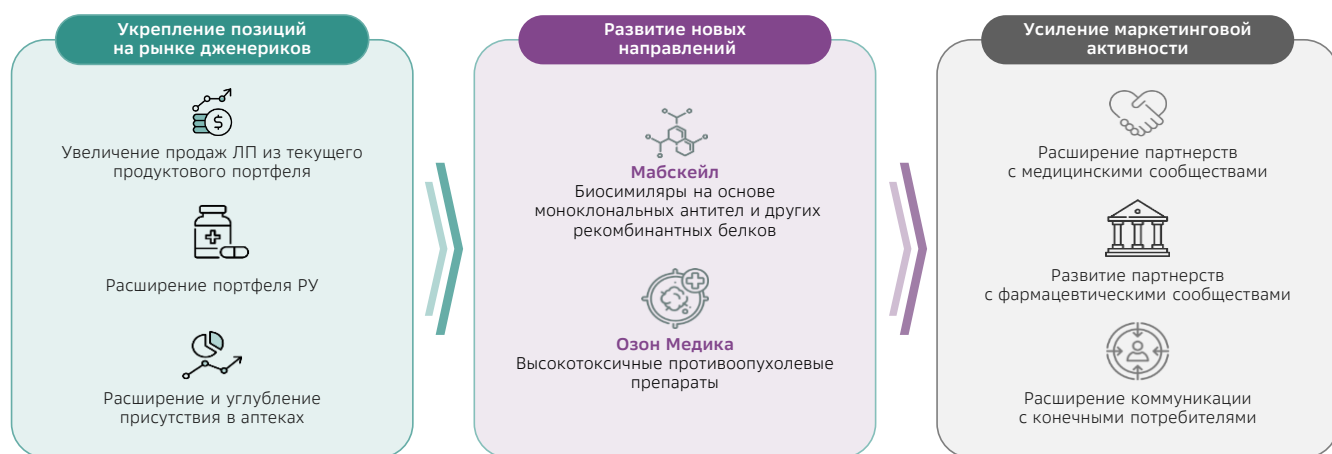 Укрепление позиций
на рынке дженериков
Увеличение продаж ЛП из текущего
продуктового портфеля
Расширение портфеля РУ
Расширение и углубление
присутствия в аптеках
Развитие новых
направлений
Мабскейл
Биосимиляры на основе
моноклональных антител и других
рекомбинантных белков
Озон Медика
Высокотоксичные противоопухолевые
препараты
Усиление маркетинговой
активности
Расширение партнерств
с медицинскими сообществами
Развитие партнерств
с фармацевтическими сообществами
Расширение коммуникации
с конечными потребителями